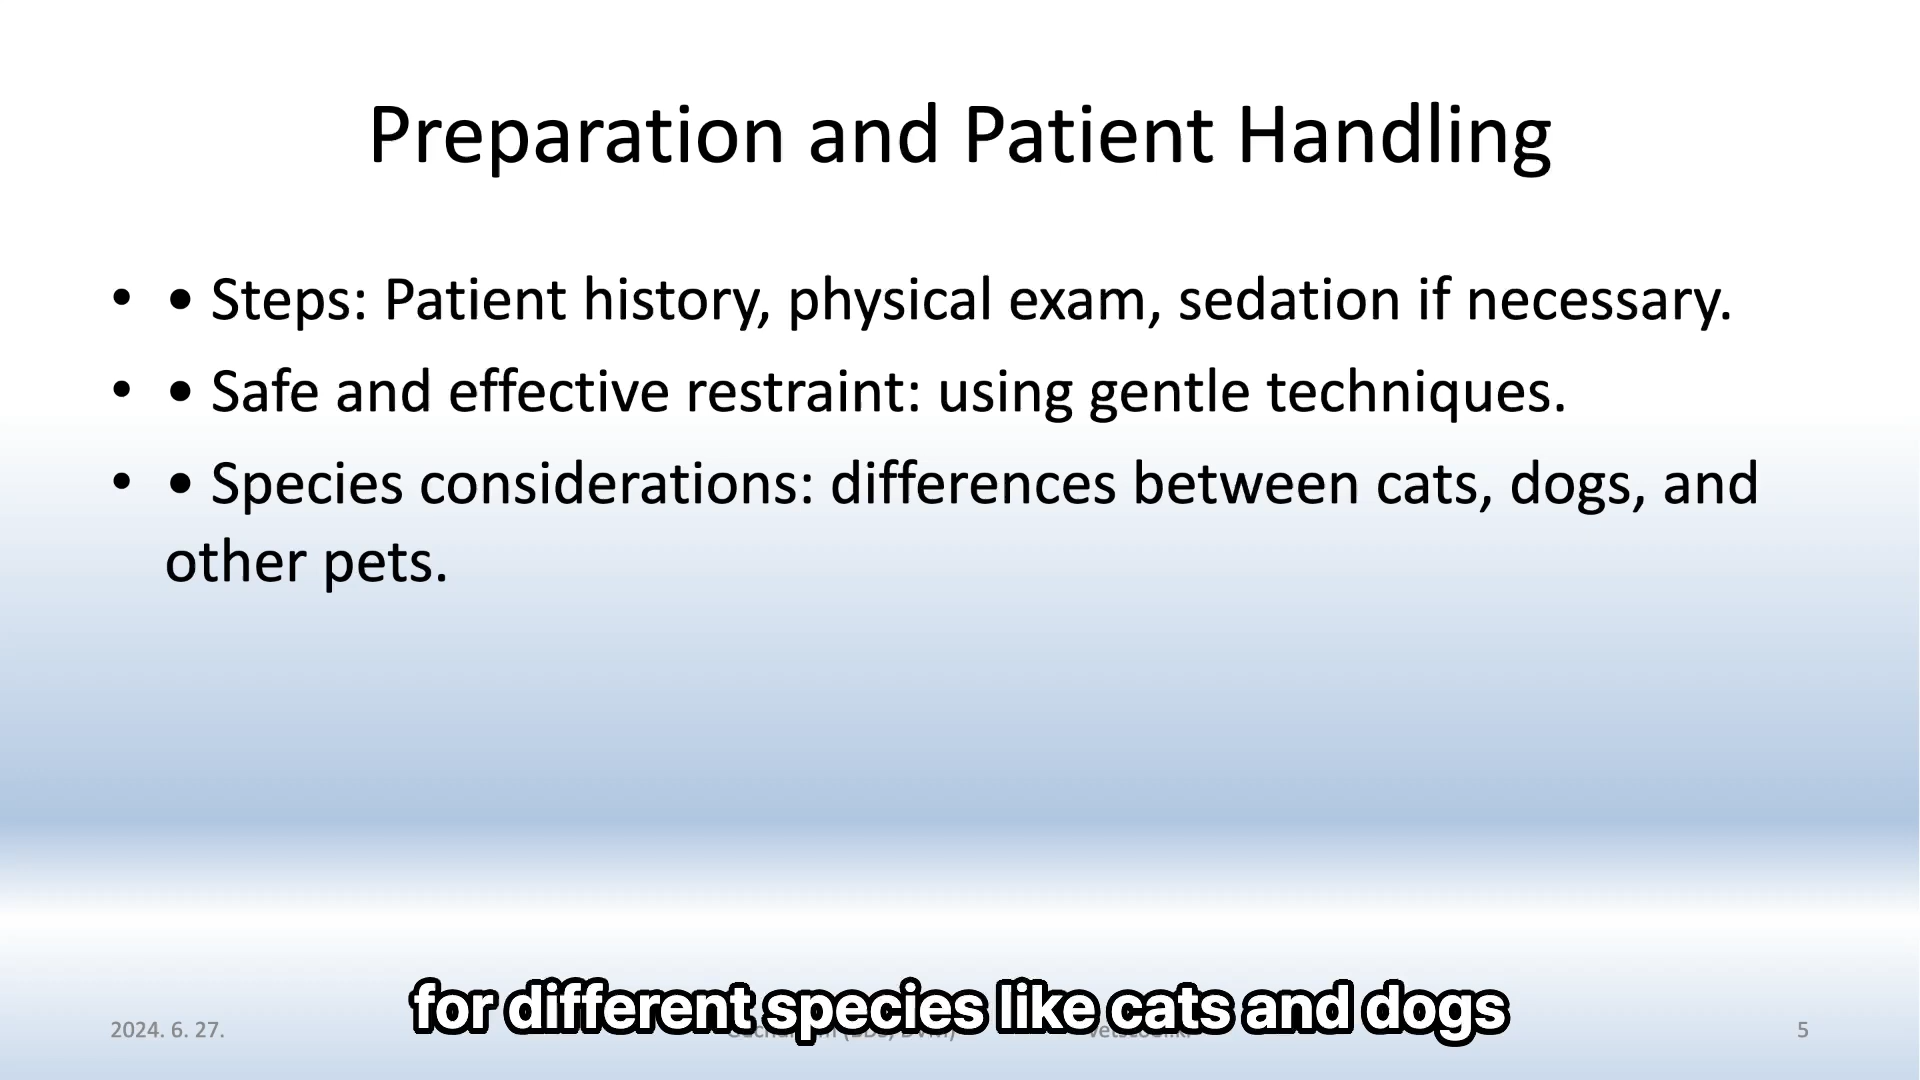 Preparation and Patient Handling
• • Steps: Patient history, physical exam, sedation if necessary.
• • Safe and effective restraint: using gentle techniques.
• • Species considerations: differences between cats, dogs, and
other pets.
for different species like cats and dogs
2024. 6. 27.
5